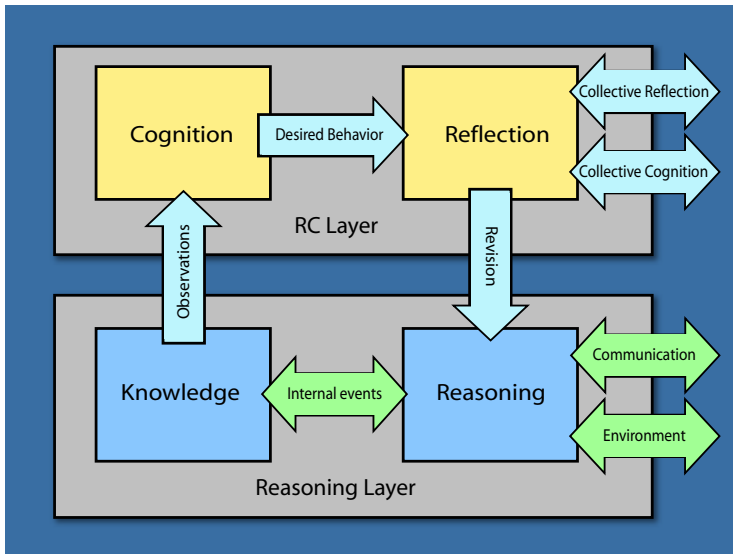 Cognition
Desired Behavior
Reflection
Collective Reflection
Collective Cognition
RC Layer
Observations
Revision
Knowledge
Internal events
Reasoning
Communication
Environment
Reasoning Layer